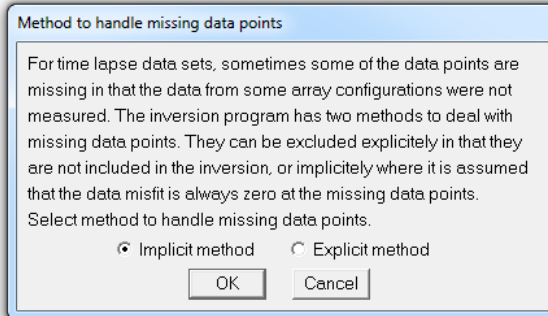 Method to handle missing data points
For time lapse data sets, sometimes some of the data points are
missing in that the data from some array configurations were not
measured. The inversion program has two methods to deal with
missing data points. They can be excluded explicitely in that they
are not included in the inversion, or implicitely where it is assumed
that the data misfit is always zero at the missing data points.
Select method to handle missing data points.
Implicit method Explicit method
OK Cancel